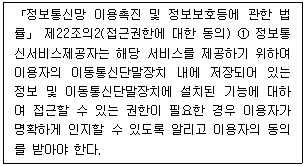 「정보통신망 이용촉진 및 정보보호등에 관한 법
률」 제22조의2(접근권한에 대한 동의) ① 정보통
신서비스제공자는 해당 서비스를 제공하기 위하여
이용자의 이동통신단말장치 내에 저장되어 있는
정보 및 이동통신단말장치에 설치된 기능에 대하
여 접근할 수 있는 권한이 필요한 경우 이용자가
명확하게 인지할 수 있도록 알리고 이용자의 동의
를 받아야 한다.